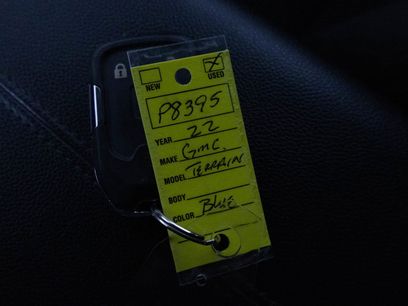 NEW USED
P8395
YEAR 22
MAKE GMC.
MODEL TERRAIN
BODY
COLOR BLUE